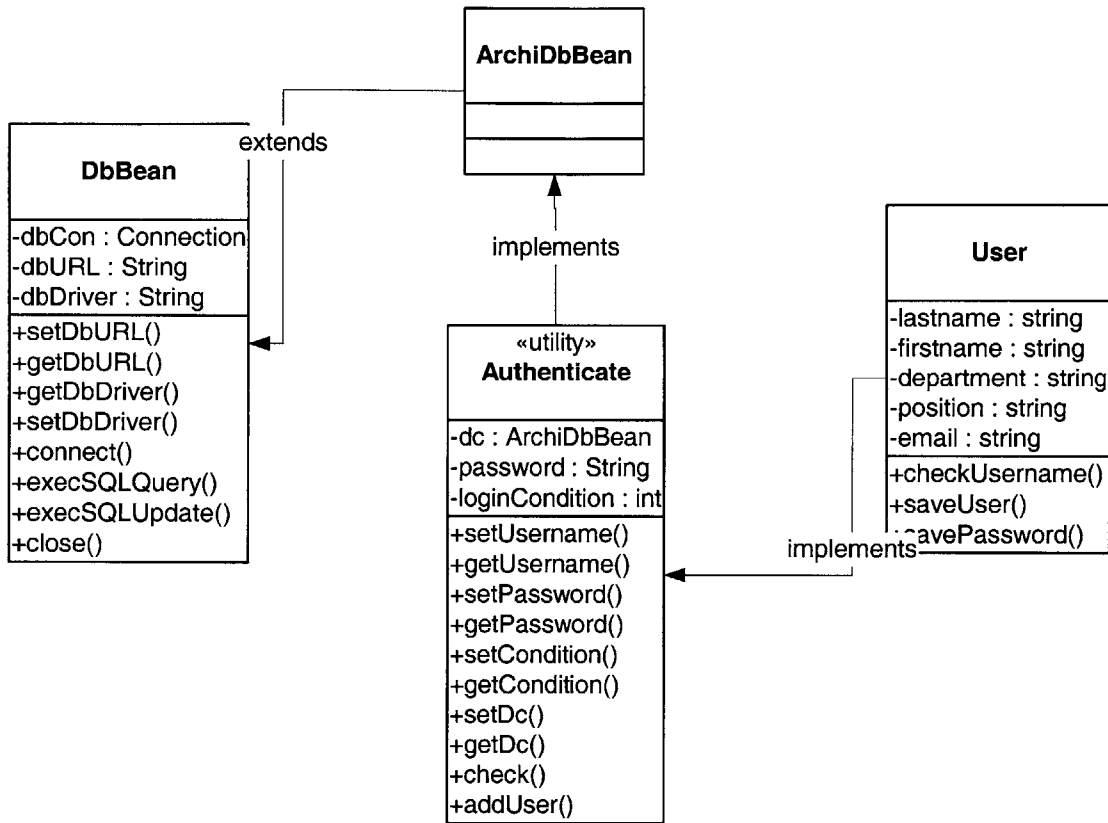 ArchiDbBean
extends
DbBean
-dbCon : Connection
-dbURL : String
-dbDriver : String
+setDbURL()
+getDbURL()
+getDbDriver()
+setDbDriver()
+connect()
+execSQLQuery()
+execSQLUpdate()
+close()
implements
«utility»
Authenticate
-dc : ArchiDbBean
-password : String
-loginCondition : int
+setUsername()
+getUsername()
+setPassword()
+getPassword()
+setCondition()
+getCondition()
+setDc()
+getDc()
+check()
+addUser()
User
-lastname : string
-firstname : string
-department : string
-position : string
-email : string
+checkUsername()
+saveUser()
+savePassword()
implements